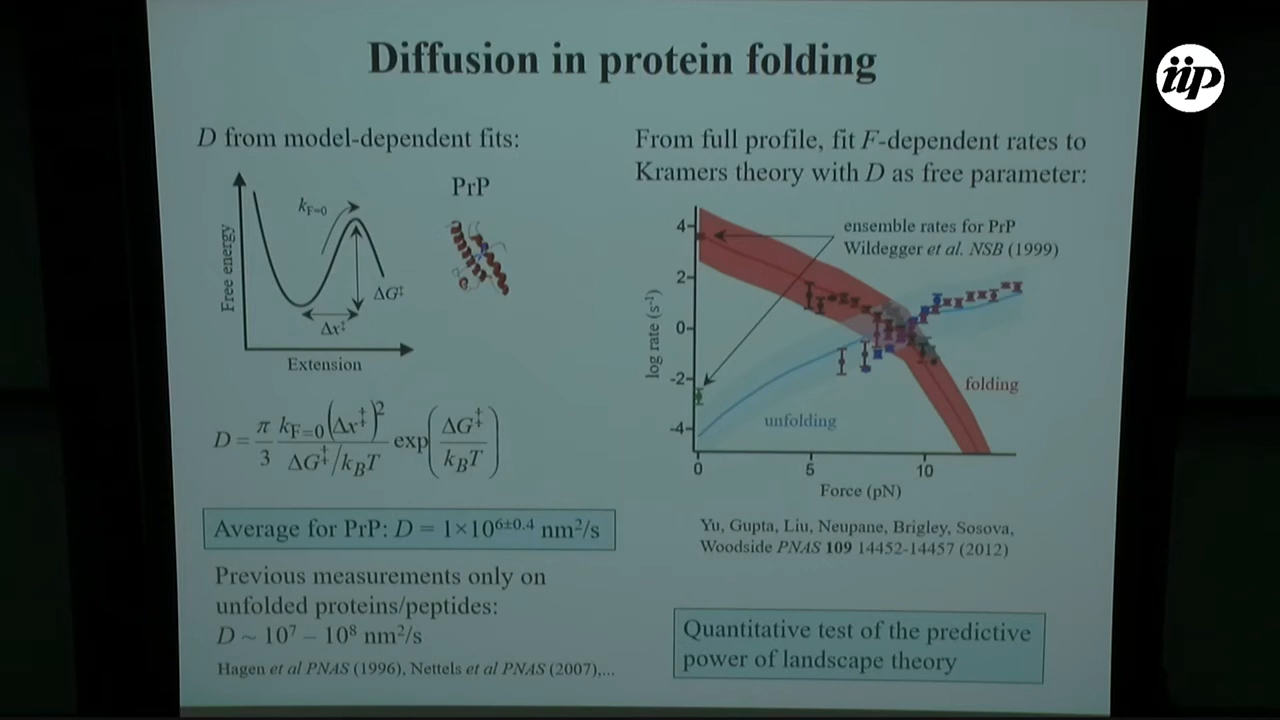 Diffusion in protein folding
iip
D from model-dependent fits:
PrP
k_F=0
Free energy
ΔG‡
Δx‡
Extension
D = π/3 k_F=0(Δx‡)²/ΔG‡/k_BT exp(ΔG‡/k_BT)
Average for PrP: D = 1×10^6±0.4 nm²/s
Previous measurements only on
unfolded proteins/peptides:
D ~ 10⁷ – 10⁸ nm²/s
Hagen et al PNAS (1996), Nettels et al PNAS (2007),...
From full profile, fit F-dependent rates to
Kramers theory with D as free parameter:
ensemble rates for PrP
Wildegger et al. NSB (1999)
log rate (s⁻¹)
4
2
0
-2
-4
folding
unfolding
0 5 10
Force (pN)
Yu, Gupta, Liu, Neupane, Brigley, Sosova,
Woodside PNAS 109 14452-14457 (2012)
Quantitative test of the predictive
power of landscape theory